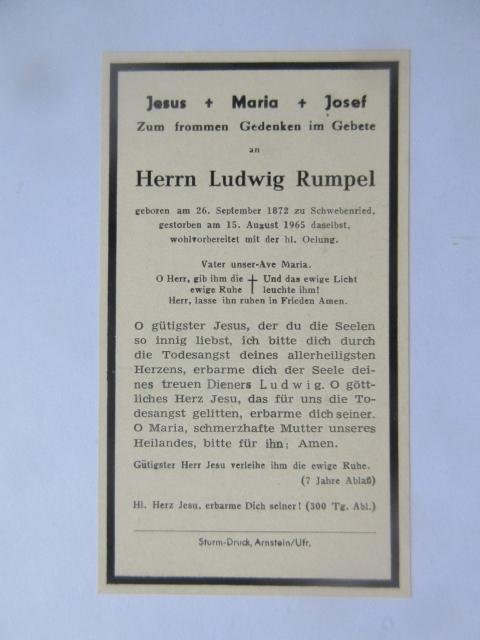 Jesus + Maria + Josef
Zum frommen Gedenken im Gebete
an
Herrn Ludwig Rumpel
geboren am 26. September 1872 zu Schwebenried,
gestorben am 15. August 1965 daselbst,
wohlvorbereitet mit der hl. Oelung.
Vater unser-Ave Maria.
O Herr, gib ihm die † Und das ewige Licht
ewige Ruhe leuchte ihm!
Herr, lasse ihn ruhen in Frieden Amen.
O gütigster Jesus, der du die Seelen
so innig liebst, ich bitte dich durch
die Todesangst deines allerheiligsten
Herzens, erbarme dich der Seele dei-
nes treuen Dieners Ludwig. O gött-
liches Herz Jesu, das für uns die To-
desangst gelitten, erbarme dich seiner.
O Maria, schmerzhafte Mutter unseres
Heilandes, bitte für ihn; Amen.
Gütigster Herr Jesu verleihe ihm die ewige Ruhe.
(7 Jahre Ablaß)
Hl. Herz Jesu, erbarme Dich seiner! (300 Tg. Abl.)
Sturm-Druck, Arnstein/Ufr.